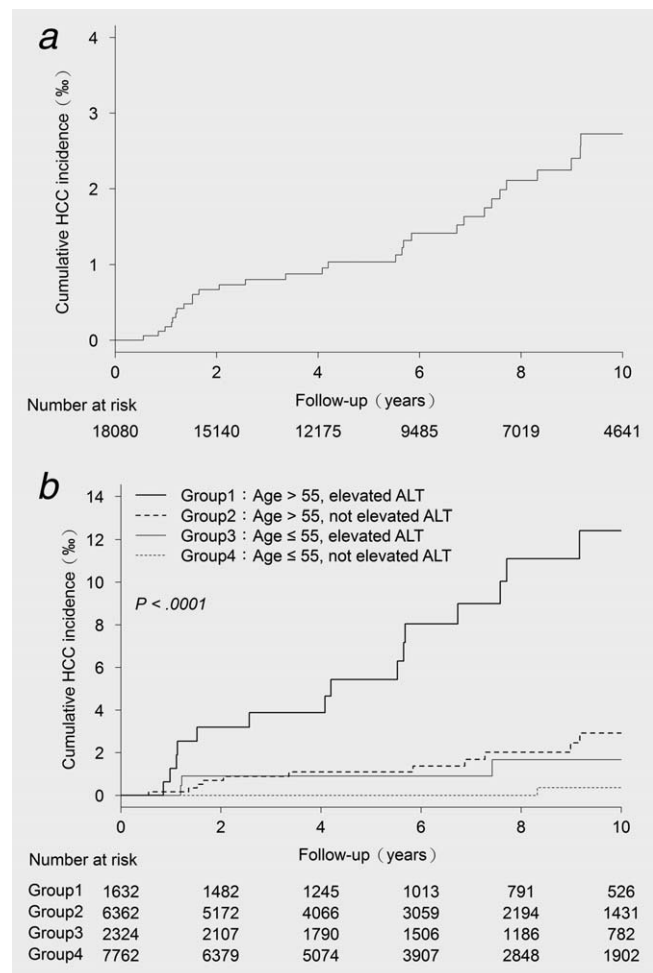 a
Cumulative HCC incidence（‰）
4
3
2
1
0
0 2 4 6 8 10
Follow-up（years）
Number at risk
18080 15140 12175 9485 7019 4641
b
Cumulative HCC incidence（‰）
14
12
10
8
6
4
2
0
Group1：Age > 55, elevated ALT
Group2：Age > 55, not elevated ALT
Group3：Age ≤ 55, elevated ALT
Group4：Age ≤ 55, not elevated ALT
P < .0001
0 2 4 6 8 10
Follow-up（years）
Number at risk
Group1 1632 1482 1245 1013 791 526
Group2 6362 5172 4066 3059 2194 1431
Group3 2324 2107 1790 1506 1186 782
Group4 7762 6379 5074 3907 2848 1902